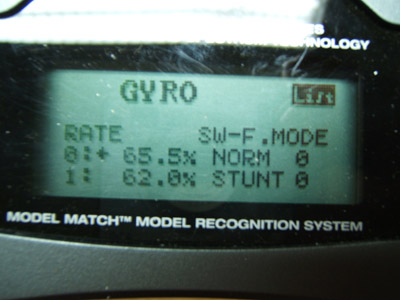 TECHNOLOGY
GYRO List
RATE SW-F.MODE
0:+ 65.5% NORM 0
1: 62.0% STUNT 0
MODEL MATCH™ MODEL RECOGNITION SYSTEM